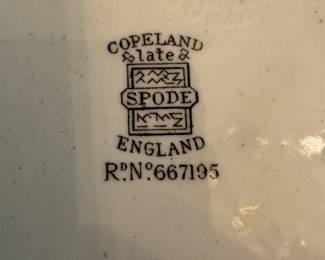 COPELAND
late
SPODE
ENGLAND
Rᴰ.Nº.667195